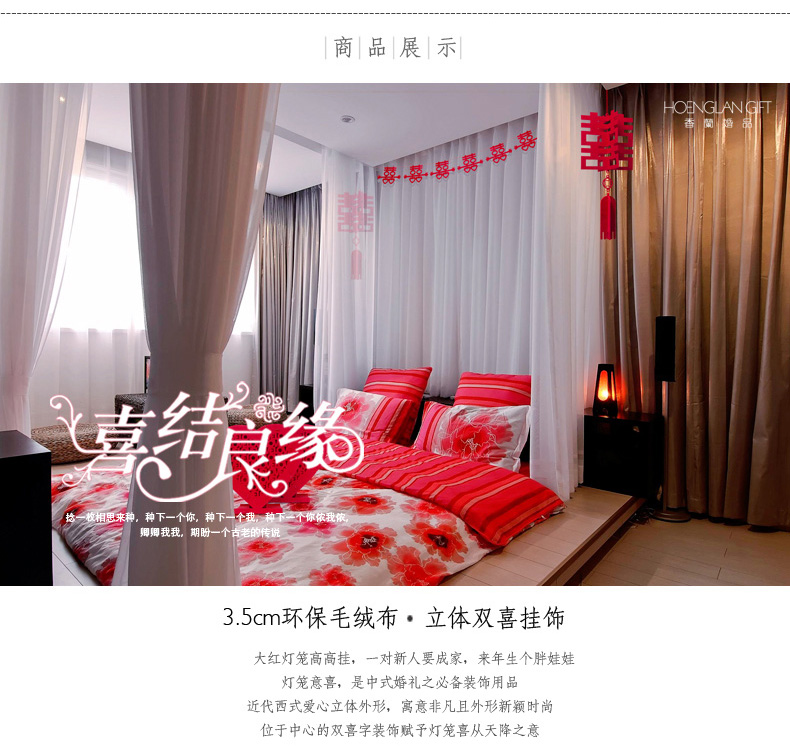 商品展示
HOENGLAN GIFT
香蘭婚品
囍
囍
囍 囍 囍 囍 囍
喜结良缘
捻一枚相思来种，种下一个你，种下一个我，种下一个你侬我侬，
卿卿我我，期盼一个古老的传说
3.5cm环保毛绒布·立体双喜挂饰
大红灯笼高高挂，一对新人要成家，来年生个胖娃娃
灯笼意喜，是中式婚礼之必备装饰用品
近代西式爱心立体外形，寓意非凡且外形新颖时尚
位于中心的双喜字装饰赋予灯笼喜从天降之意